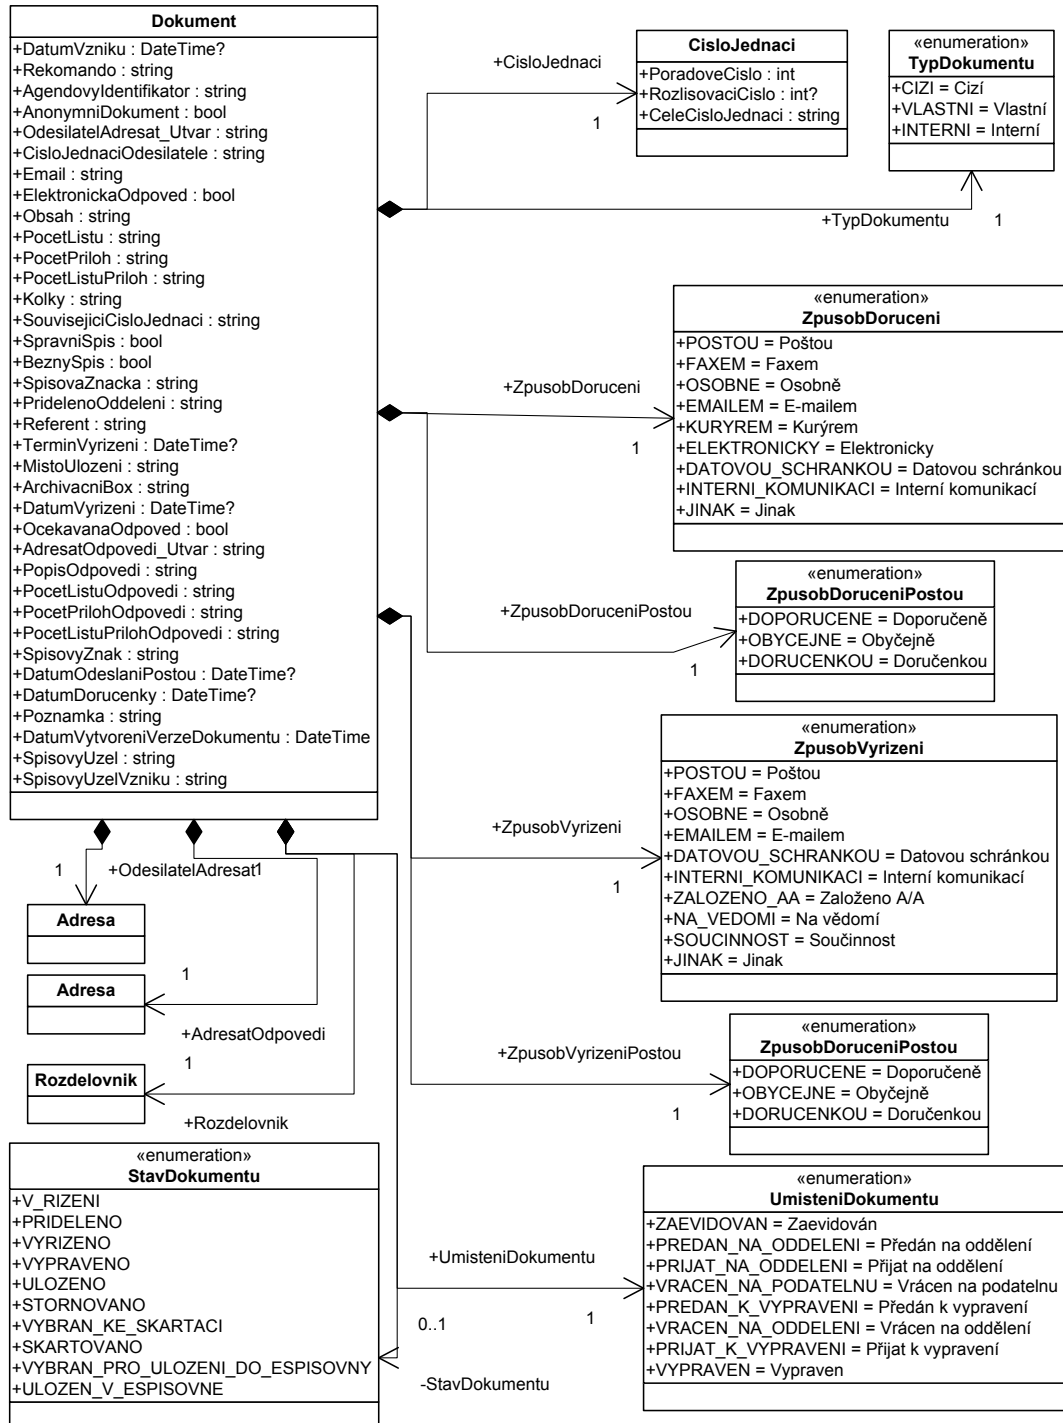 Dokument
+DatumVzniku : DateTime?
+Rekomando : string
+AgendovyIdentifikator : string
+AnonymniDokument : bool
+OdesilatelAdresat_Utvar : string
+CisloJednaciOdesilatele : string
+Email : string
+ElektronickaOdpoved : bool
+Obsah : string
+PocetListu : string
+PocetPriloh : string
+PocetListuPriloh : string
+Kolky : string
+SouvisejiciCisloJednaci : string
+SpravniSpis : bool
+BeznySpis : bool
+SpisovaZnacka : string
+PridelenoOddeleni : string
+Referent : string
+TerminVyrizeni : DateTime?
+MistoUlozeni : string
+ArchivacniBox : string
+DatumVyrizeni : DateTime?
+OcekavanaOdpoved : bool
+AdresatOdpovedi_Utvar : string
+PopisOdpovedi : string
+PocetListuOdpovedi : string
+PocetPrilohOdpovedi : string
+PocetListuPrilohOdpovedi : string
+SpisovyZnak : string
+DatumOdeslaniPostou : DateTime?
+DatumDorucenky : DateTime?
+Poznamka : string
+DatumVytvoreniVerzeDokumentu : DateTime
+SpisovyUzel : string
+SpisovyUzelVzniku : string
+CisloJednaci
1
CisloJednaci
+PoradoveCislo : int
+RozlisovaciCislo : int?
+CeleCisloJednaci : string
«enumeration»
TypDokumentu
+CIZI = Cizí
+VLASTNI = Vlastní
+INTERNI = Interní
+TypDokumentu
1
«enumeration»
ZpusobDoruceni
+POSTOU = Poštou
+FAXEM = Faxem
+OSOBNE = Osobně
+EMAILEM = E-mailem
+KURYREM = Kurýrem
+ELEKTRONICKY = Elektronicky
+DATOVOU_SCHRANKOU = Datovou schránkou
+INTERNI_KOMUNIKACI = Interní komunikací
+JINAK = Jinak
+ZpusobDoruceni
1
«enumeration»
ZpusobDoruceniPostou
+DOPORUCENE = Doporučeně
+OBYCEJNE = Obyčejně
+DORUCENKOU = Doručenkou
+ZpusobDoruceniPostou
1
«enumeration»
ZpusobVyrizeni
+POSTOU = Poštou
+FAXEM = Faxem
+OSOBNE = Osobně
+EMAILEM = E-mailem
+DATOVOU_SCHRANKOU = Datovou schránkou
+INTERNI_KOMUNIKACI = Interní komunikací
+ZALOZENO_AA = Založeno A/A
+NA_VEDOMI = Na vědomí
+SOUCINNOST = Součinnost
+JINAK = Jinak
+ZpusobVyrizeni
1
1
+OdesilatelAdresat
1
Adresa
Adresa
1
+AdresatOdpovedi
Rozdelovnik
1
+Rozdelovnik
+ZpusobVyrizeniPostou
1
«enumeration»
ZpusobDoruceniPostou
+DOPORUCENE = Doporučeně
+OBYCEJNE = Obyčejně
+DORUCENKOU = Doručenkou
«enumeration»
StavDokumentu
+V_RIZENI
+PRIDELENO
+VYRIZENO
+VYPRAVENO
+ULOZENO
+STORNOVANO
+VYBRAN_KE_SKARTACI
+SKARTOVANO
+VYBRAN_PRO_ULOZENI_DO_ESPISOVNY
+ULOZEN_V_ESPISOVNE
+UmisteniDokumentu
0..1
1
-StavDokumentu
«enumeration»
UmisteniDokumentu
+ZAEVIDOVAN = Zaevidován
+PREDAN_NA_ODDELENI = Předán na oddělení
+PRIJAT_NA_ODDELENI = Přijat na oddělení
+VRACEN_NA_PODATELNU = Vrácen na podatelnu
+PREDAN_K_VYPRAVENI = Předán k vypravení
+VRACEN_NA_ODDELENI = Vrácen na oddělení
+PRIJAT_K_VYPRAVENI = Přijat k vypravení
+VYPRAVEN = Vypraven